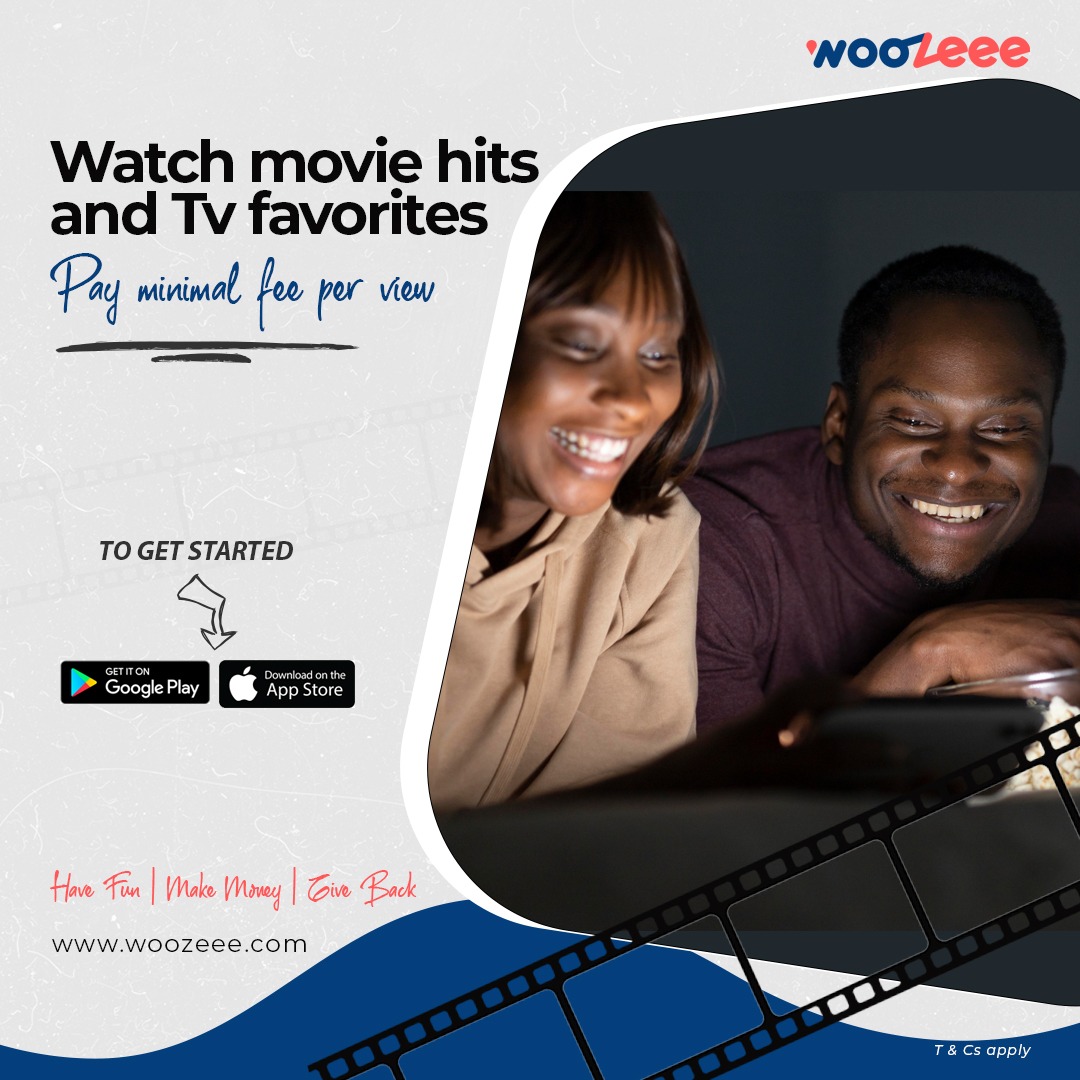 woozeee
Watch movie hits
and Tv favorites
Pay minimal fee per view
TO GET STARTED
GET IT ON
Google Play
Download on the
App Store
Have Fun | Make Money | Give Back
www.woozeee.com
T & Cs apply